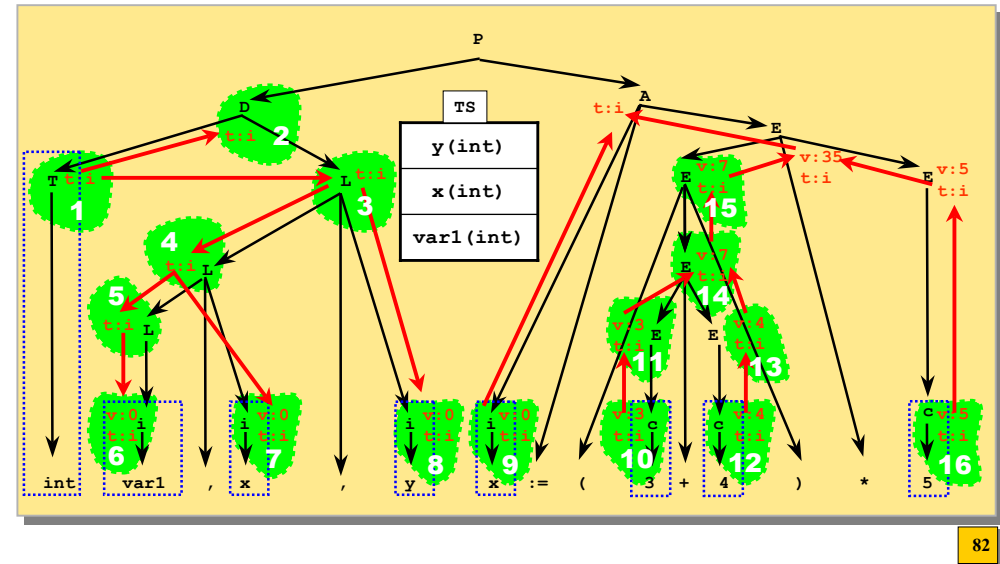 P
A
t:i
D
t:i
2
TS
y(int)
x(int)
var1(int)
E
v:35
t:i
T t:i
1
L t:i
3
E v:7
t:i
15
E v:5
t:i
4
t:i L
E v:7
t:i
14
5
t:i
L
v:3
t:i E
11
E v:4
t:i
13
v:0
t:i i
6
i v:0
t:i
7
i v:0
t:i
8
i v:0
t:i
9
v:3
t:i c
10
c v:4
t:i
12
c v:5
t:i
16
int var1 , x , y x := ( 3 + 4 ) * 5
82